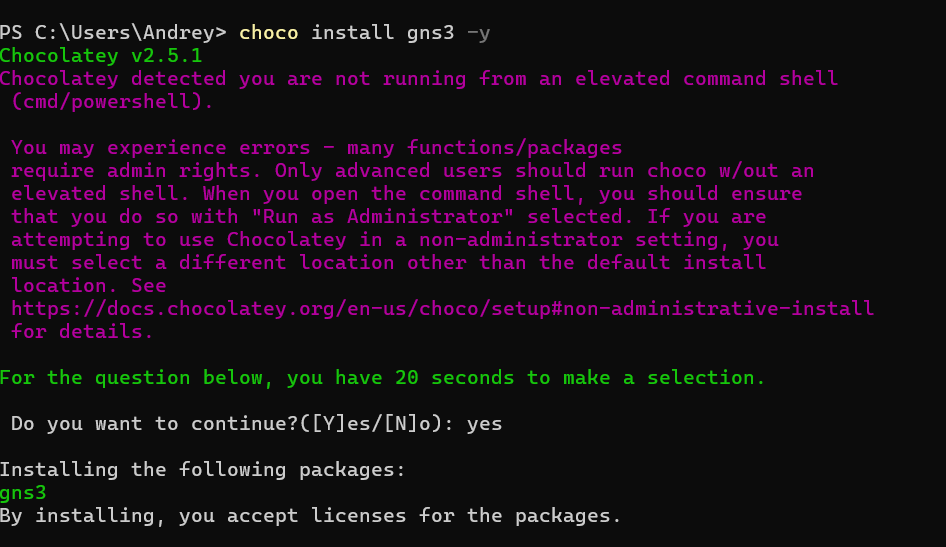 PS C:\Users\Andrey> choco install gns3 -y
Chocolatey v2.5.1
Chocolatey detected you are not running from an elevated command shell
(cmd/powershell).
You may experience errors - many functions/packages
require admin rights. Only advanced users should run choco w/out an
elevated shell. When you open the command shell, you should ensure
that you do so with "Run as Administrator" selected. If you are
attempting to use Chocolatey in a non-administrator setting, you
must select a different location other than the default install
location. See
https://docs.chocolatey.org/en-us/choco/setup#non-administrative-install
for details.
For the question below, you have 20 seconds to make a selection.
Do you want to continue?([Y]es/[N]o): yes
Installing the following packages:
gns3
By installing, you accept licenses for the packages.